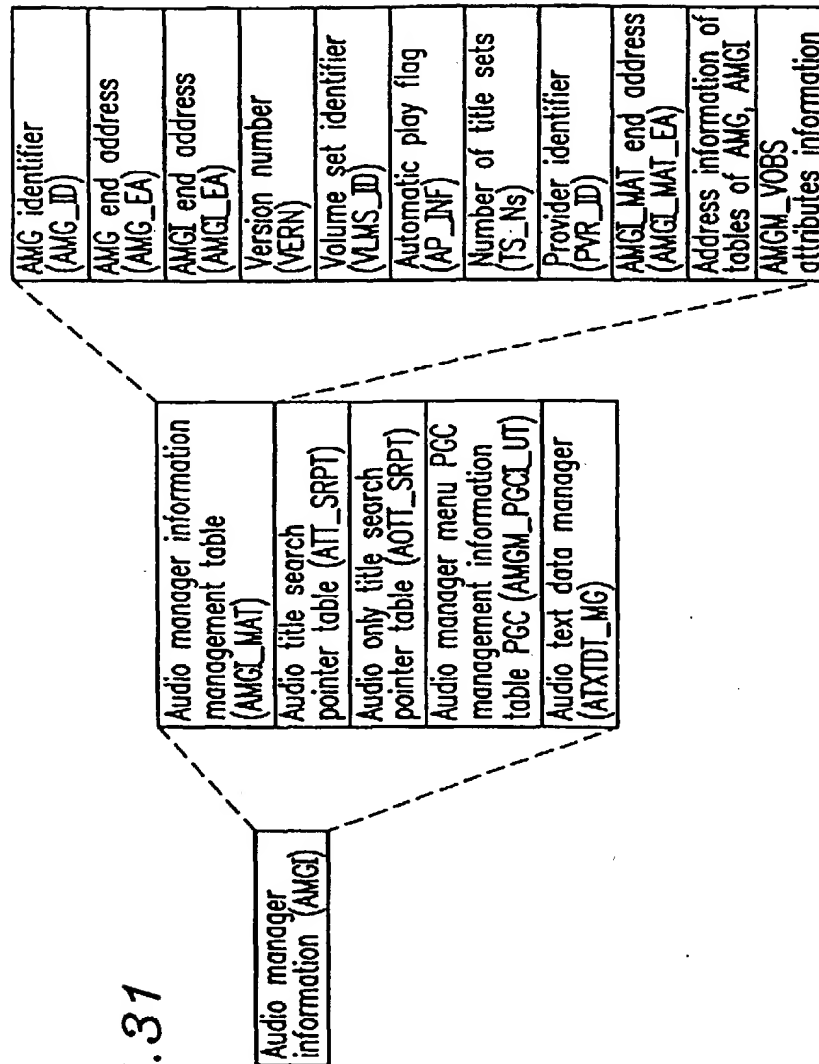 .31
Audio manager
information (AMGI)
Audio manager information
management table
(AMGI_MAT)
Audio title search
pointer table (ATT_SRPT)
Audio only title search
pointer table (AOTT_SRPT)
Audio manager menu PGC
management information
table PGC (AMGM_PGCI_UT)
Audio text data manager
(ATXTDT_MG)
AMG identifier
(AMG_ID)
AMG end address
(AMG_EA)
AMGI end address
(AMGI_EA)
Version number
(VERN)
Volume set identifier
(VLMS_ID)
Automatic play flag
(AP_INF)
Number of title sets
(TS_Ns)
Provider identifier
(PVR_ID)
AMGI_MAT end address
(AMGI_MAT_EA)
Address information of
tables of AMG, AMGI
AMGM_VOBS
attributes information